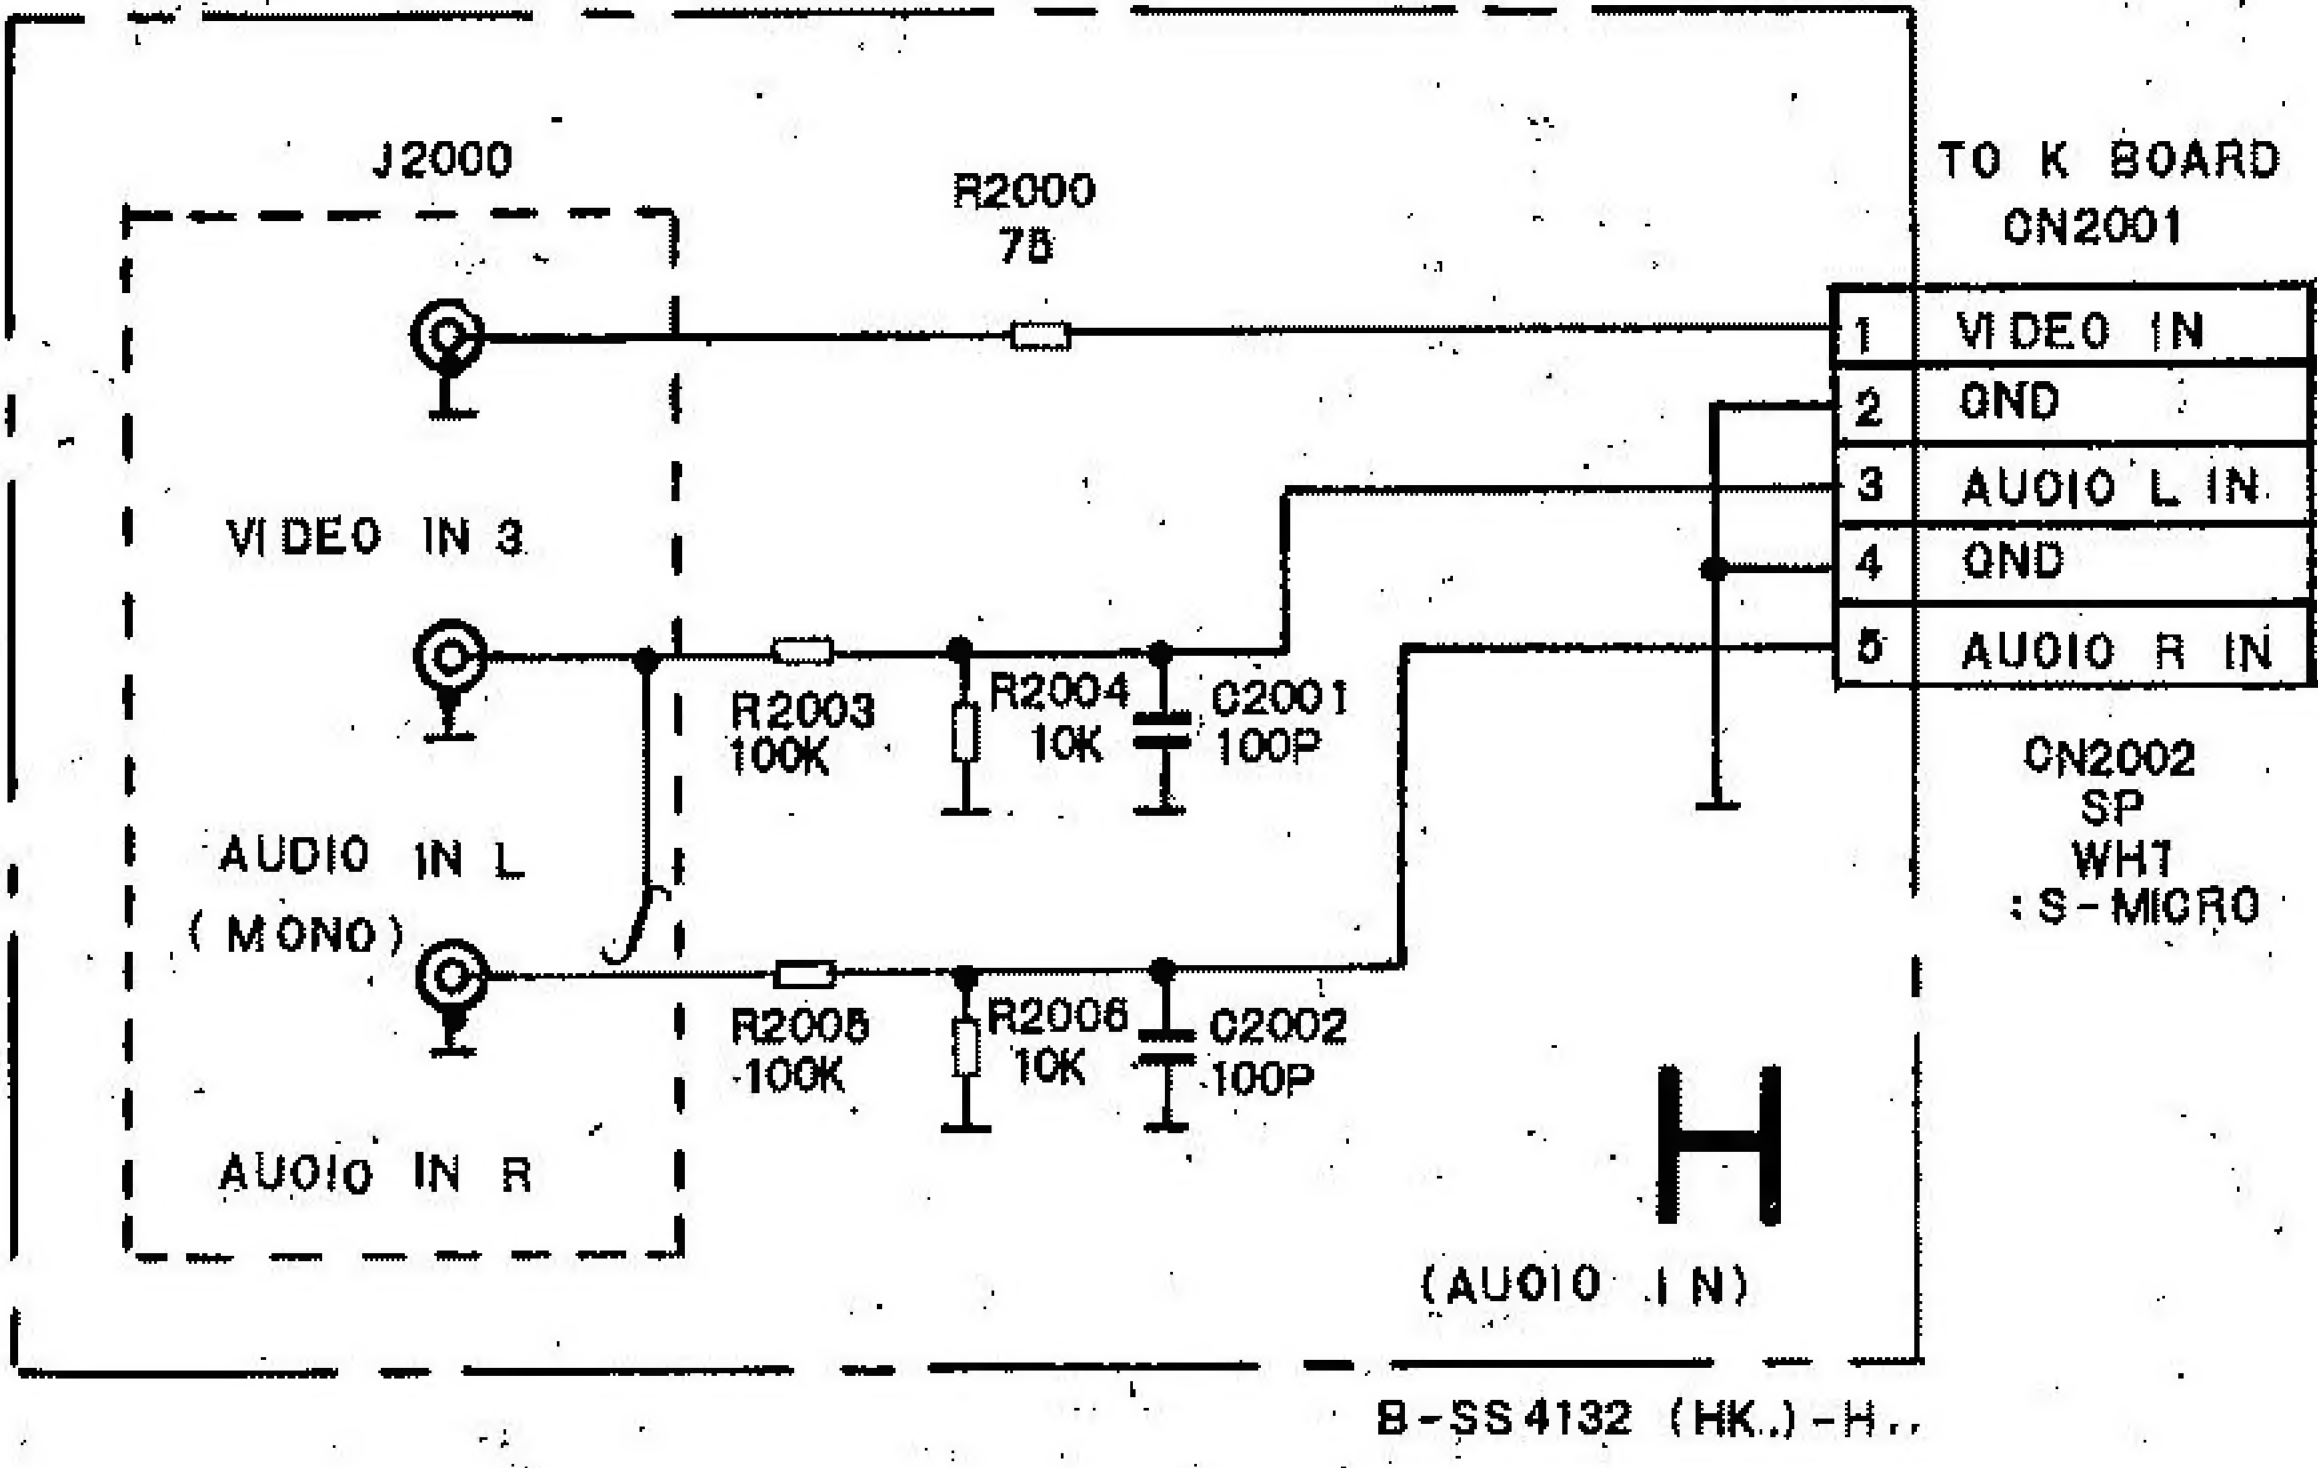 J2000
R2000
75
TO K BOARD
CN2001
1 VIDEO IN
2 GND
3 AUDIO L IN
4 GND
5 AUDIO R IN
VIDEO IN 3
R2003
100K
R2004
10K
C2001
100P
CN2002
SP
WHT
:S-MICRO
AUDIO IN L
(MONO)
R2005
100K
R2006
10K
C2002
100P
AUDIO IN R
H
(AUDIO IN)
B-SS4132 (HK..)-H..